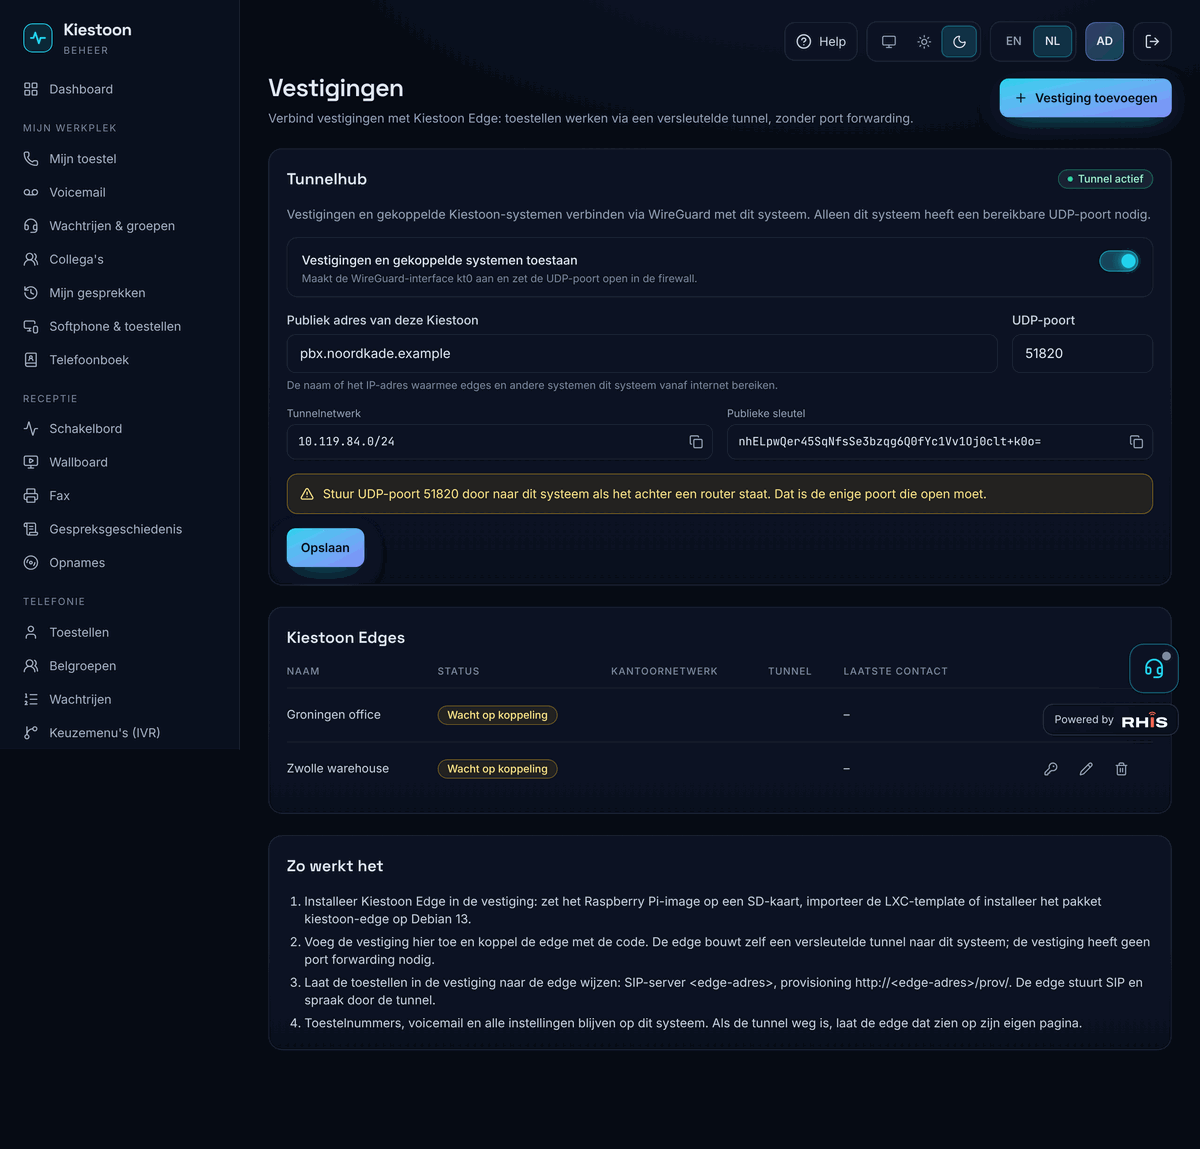 Kiestoon
BEHEER
Dashboard
MIJN WERKPLEK
Mijn toestel
Voicemail
Wachtrijen & groepen
Collega's
Mijn gesprekken
Softphone & toestellen
Telefoonboek
RECEPTIE
Schakelbord
Wallboard
Fax
Gespreksgeschiedenis
Opnames
TELEFONIE
Toestellen
Belgroepen
Wachtrijen
Keuzemenu's (IVR)
Help
EN
NL
AD
Vestigingen
Verbind vestigingen met Kiestoon Edge: toestellen werken via een versleutelde tunnel, zonder port forwarding.
+ Vestiging toevoegen
Tunnelhub
Tunnel actief
Vestigingen en gekoppelde Kiestoon-systemen verbinden via WireGuard met dit systeem. Alleen dit systeem heeft een bereikbare UDP-poort nodig.
Vestigingen en gekoppelde systemen toestaan
Maakt de WireGuard-interface kt0 aan en zet de UDP-poort open in de firewall.
Publiek adres van deze Kiestoon
UDP-poort
pbx.noordkade.example
51820
De naam of het IP-adres waarmee edges en andere systemen dit systeem vanaf internet bereiken.
Tunnelnetwerk
Publieke sleutel
10.119.84.0/24
nhELpwQer45SqNfsSe3bzqg6Q0fYc1Vv1Oj0clt+k0o=
Stuur UDP-poort 51820 door naar dit systeem als het achter een router staat. Dat is de enige poort die open moet.
Opslaan
Kiestoon Edges
NAAM STATUS KANTOORNETWERK TUNNEL LAATSTE CONTACT
Groningen office Wacht op koppeling –
Powered by RHIS
Zwolle warehouse Wacht op koppeling –
Zo werkt het
1. Installeer Kiestoon Edge in de vestiging: zet het Raspberry Pi-image op een SD-kaart, importeer de LXC-template of installeer het pakket
kiestoon-edge op Debian 13.
2. Voeg de vestiging hier toe en koppel de edge met de code. De edge bouwt zelf een versleutelde tunnel naar dit systeem; de vestiging heeft geen
port forwarding nodig.
3. Laat de toestellen in de vestiging naar de edge wijzen: SIP-server <edge-adres>, provisioning http://<edge-adres>/prov/. De edge stuurt SIP en
spraak door de tunnel.
4. Toestelnummers, voicemail en alle instellingen blijven op dit systeem. Als de tunnel weg is, laat de edge dat zien op zijn eigen pagina.